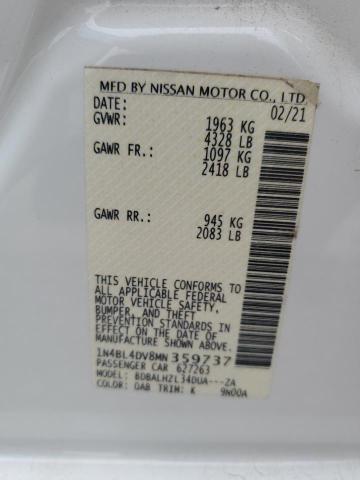 MFD BY NISSAN MOTOR CO., LTD
DATE: 02/21
GVWR: 1963 KG
4328 LB
GAWR FR.: 1097 KG
2418 LB
GAWR RR.: 945 KG
2083 LB
THIS VEHICLE CONFORMS TO
ALL APPLICABLE FEDERAL
MOTOR VEHICLE SAFETY,
BUMPER, AND THEFT
PREVENTION STANDARDS IN
EFFECT ON THE DATE OF
MANUFACTURE SHOWN ABOVE.
1N4BL4DV8MN359737
PASSENGER CAR 627263
MODEL: BDBALHZL34DUA---ZA
COLOR: QAB TRIM: K 9N00A